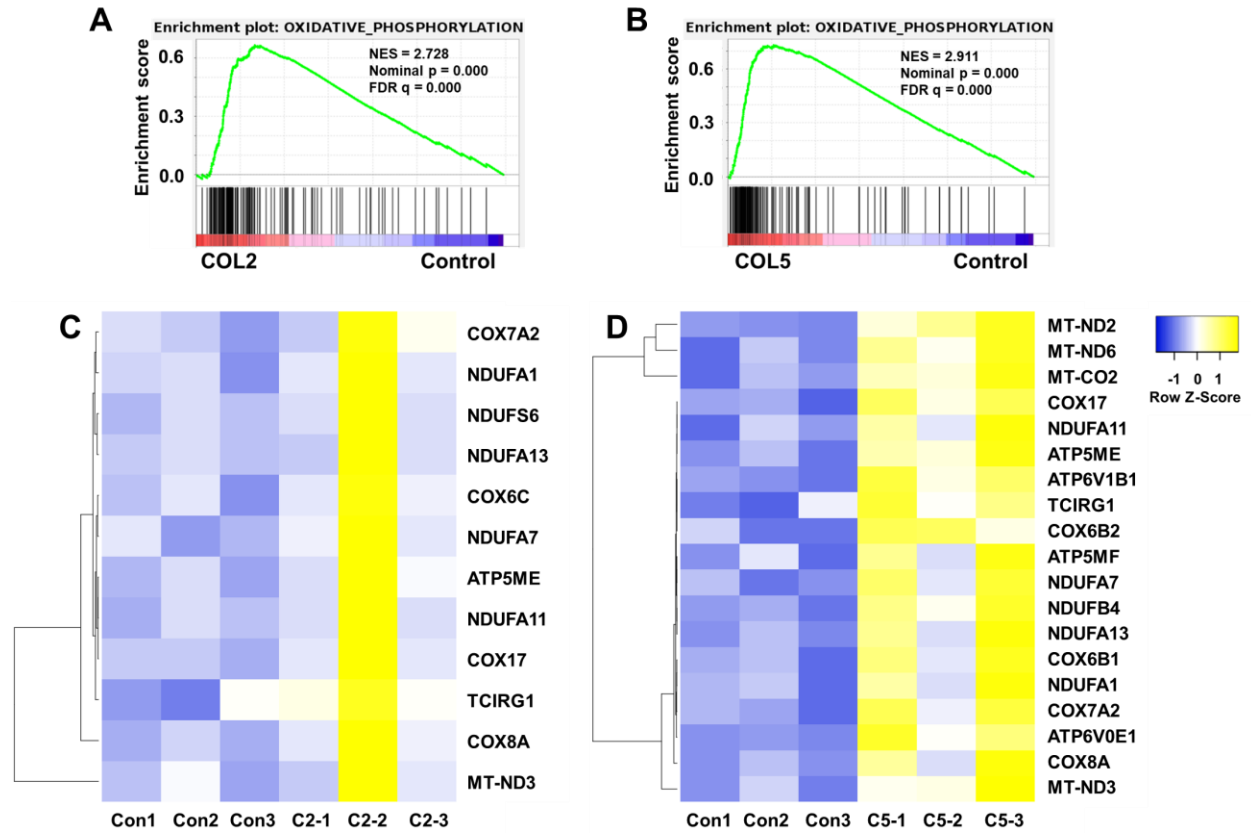 A
Enrichment plot: OXIDATIVE_PHOSPHORYLATION
Enrichment score
0.6
0.3
0.0
NES = 2.728
Nominal p = 0.000
FDR q = 0.000
COL2 Control
B
Enrichment plot: OXIDATIVE_PHOSPHORYLATION
Enrichment score
0.6
0.3
0.0
NES = 2.911
Nominal p = 0.000
FDR q = 0.000
COL5 Control
C
COX7A2
NDUFA1
NDUFS6
NDUFA13
COX6C
NDUFA7
ATP5ME
NDUFA11
COX17
TCIRG1
COX8A
MT-ND3
Con1 Con2 Con3 C2-1 C2-2 C2-3
D
MT-ND2
MT-ND6
MT-CO2
COX17
NDUFA11
ATP5ME
ATP6V1B1
TCIRG1
COX6B2
ATP5MF
NDUFA7
NDUFB4
NDUFA13
COX6B1
NDUFA1
COX7A2
ATP6V0E1
COX8A
MT-ND3
Con1 Con2 Con3 C5-1 C5-2 C5-3
-1 0 1
Row Z-Score